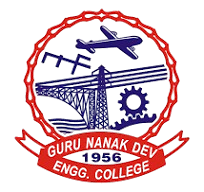 GURU NANAK DEV
1956
ENGG. COLLEGE